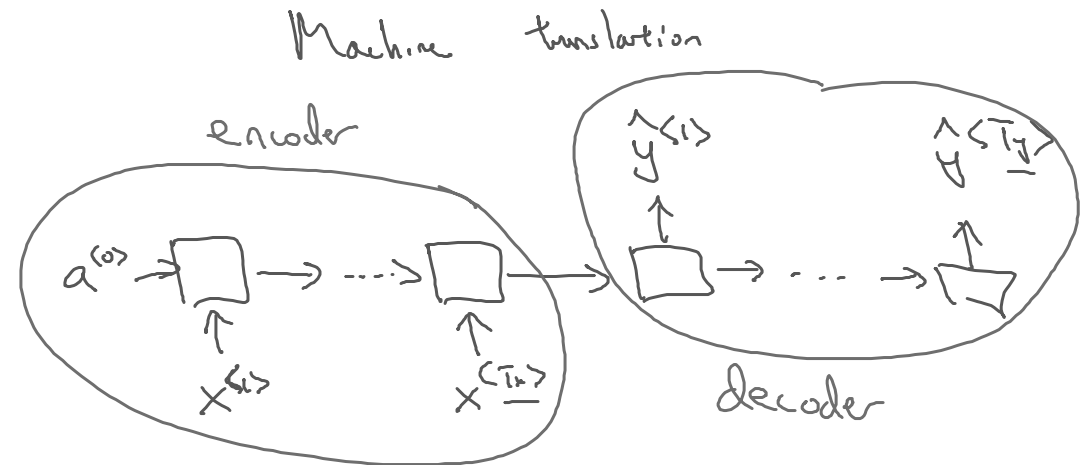 Machine translation
encoder
ŷ<1> ŷ<Ty>
a<0>
x<1> x<Tx>
decoder